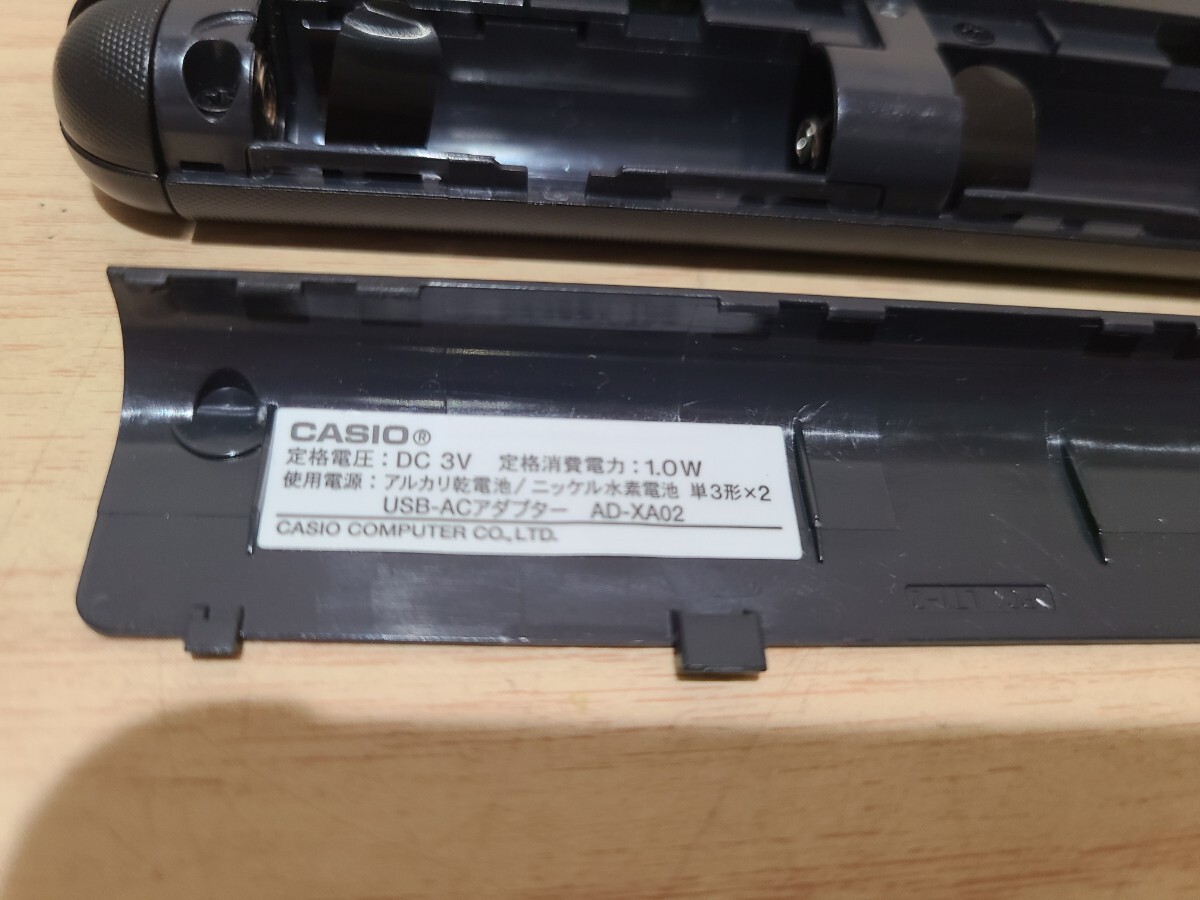 CASIO®
定格電圧：DC 3V 定格消費電力：1.0W
使用電源：アルカリ乾電池/ニッケル水素電池 単3形×2
USB-ACアダプター AD-XA02
CASIO COMPUTER CO.,LTD.